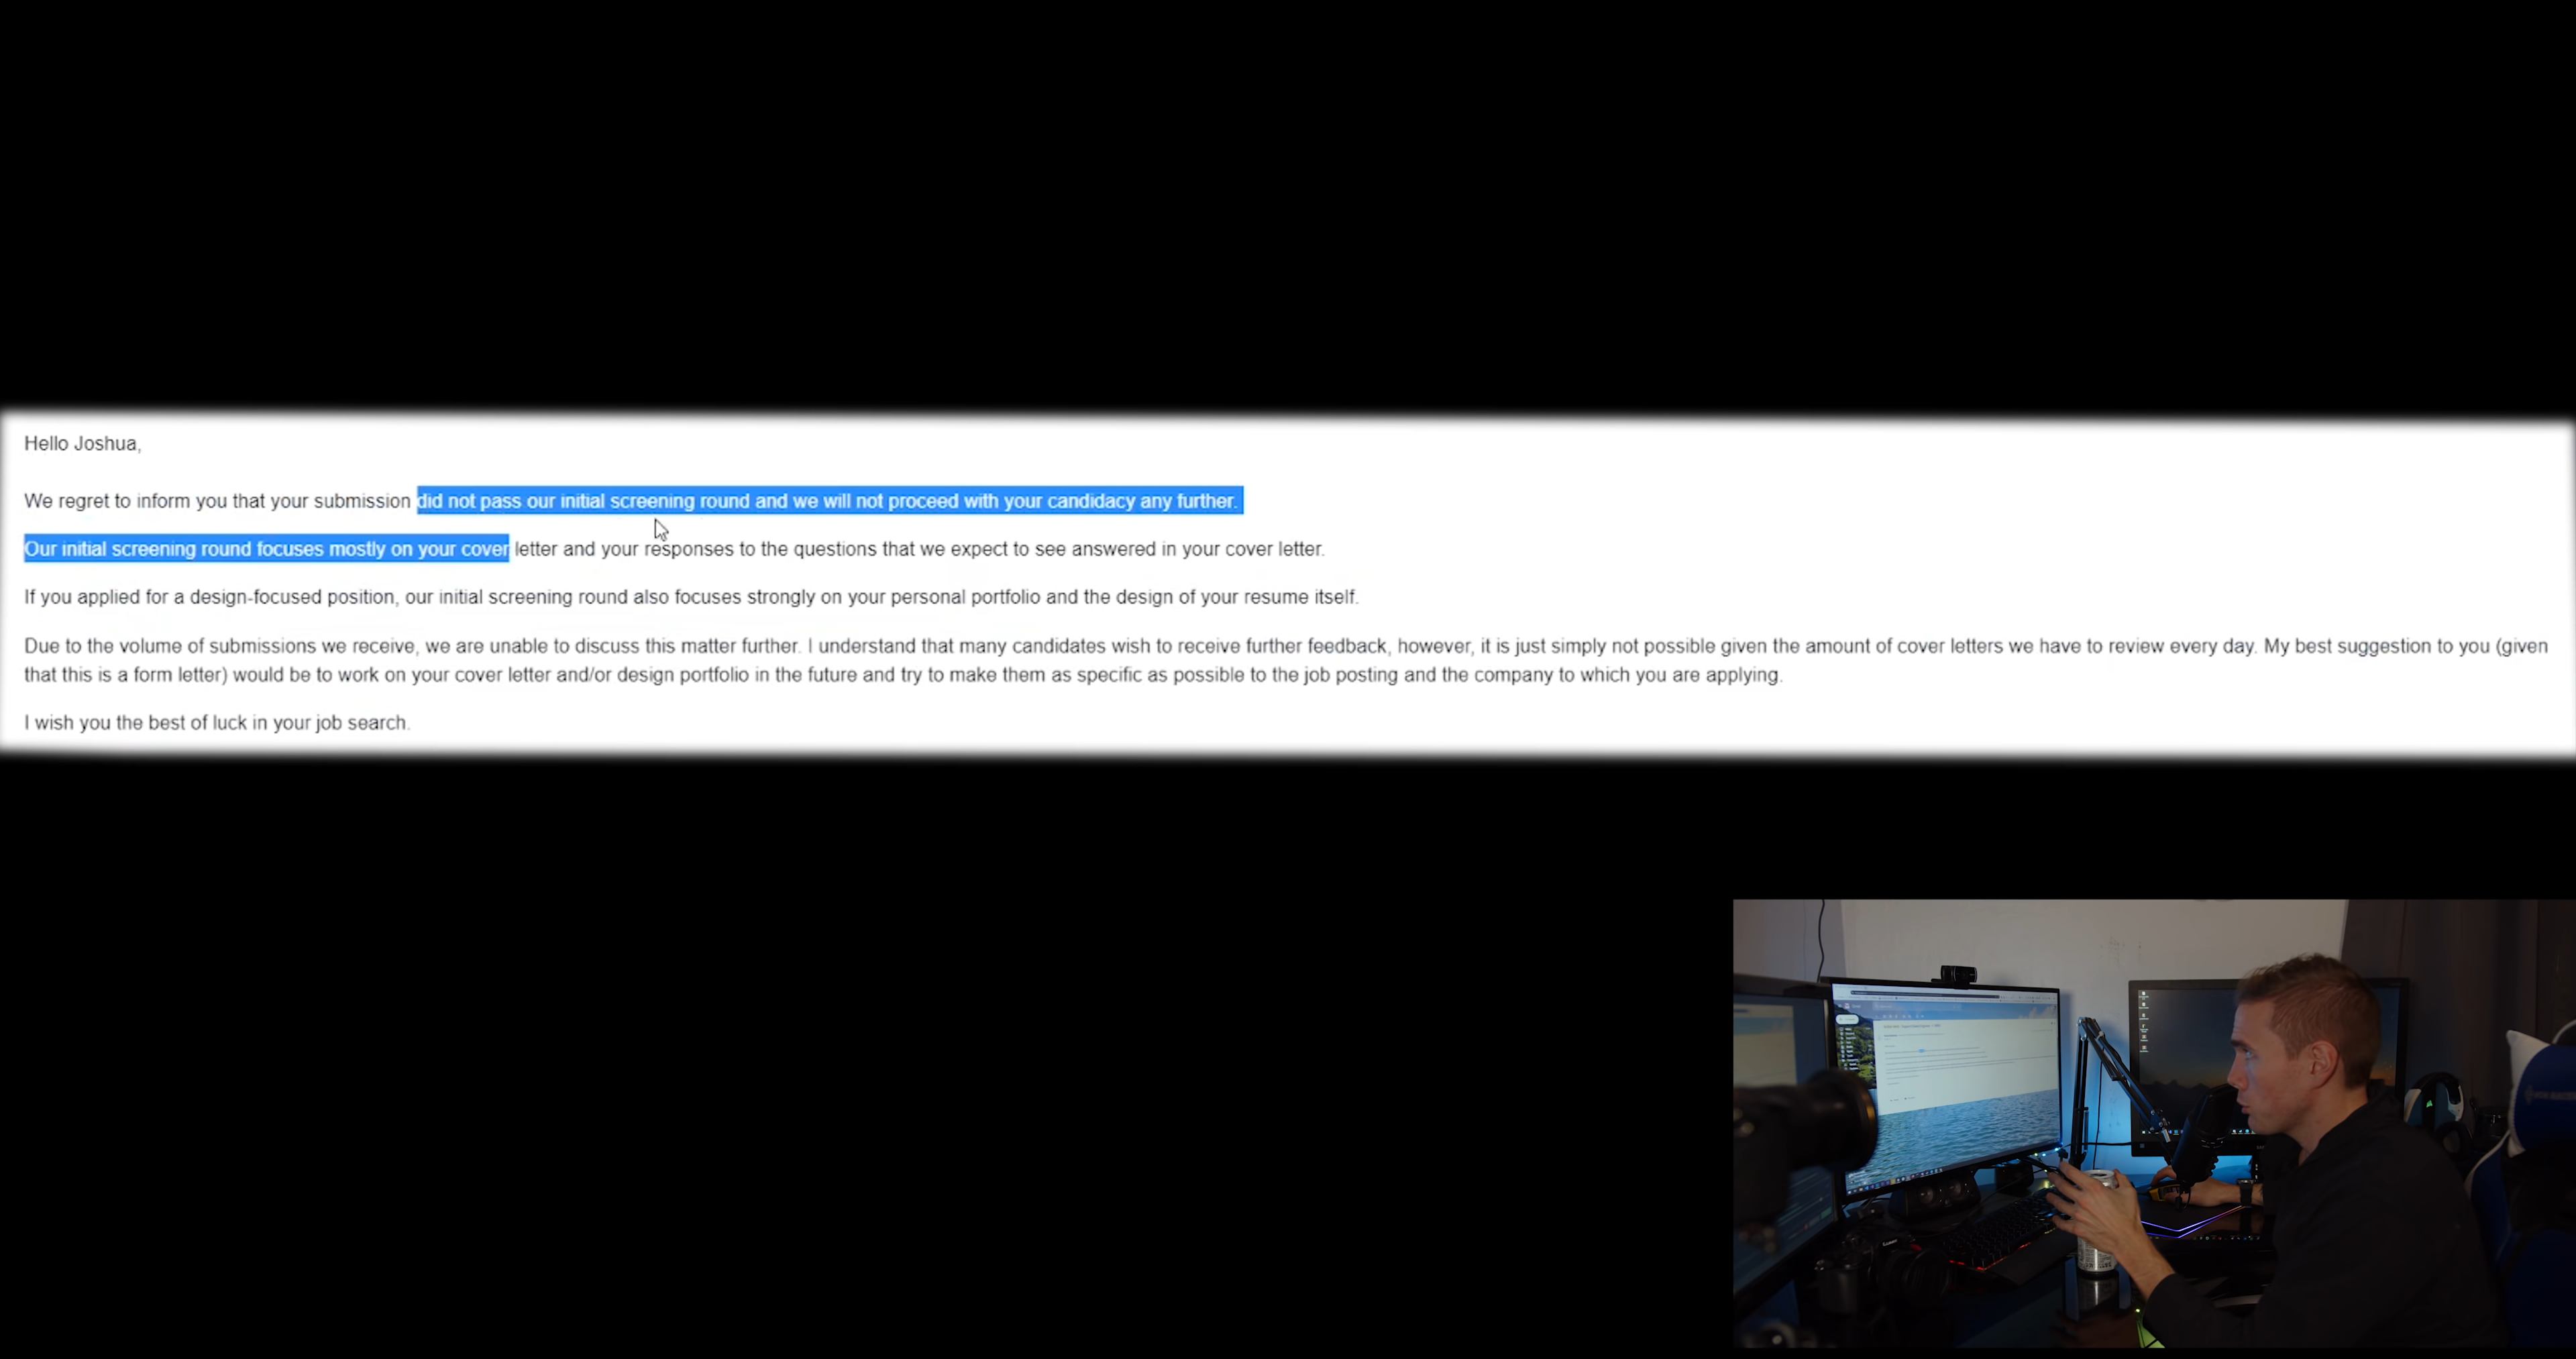 Hello Joshua,
We regret to inform you that your submission did not pass our initial screening round and we will not proceed with your candidacy any further.
Our initial screening round focuses mostly on your cover letter and your responses to the questions that we expect to see answered in your cover letter.
If you applied for a design-focused position, our initial screening round also focuses strongly on your personal portfolio and the design of your resume itself.
Due to the volume of submissions we receive, we are unable to discuss this matter further. I understand that many candidates wish to receive further feedback, however, it is just simply not possible given the amount of cover letters we have to review every day. My best suggestion to you (given
that this is a form letter) would be to work on your cover letter and/or design portfolio in the future and try to make them as specific as possible to the job posting and the company to which you are applying.
I wish you the best of luck in your job search.